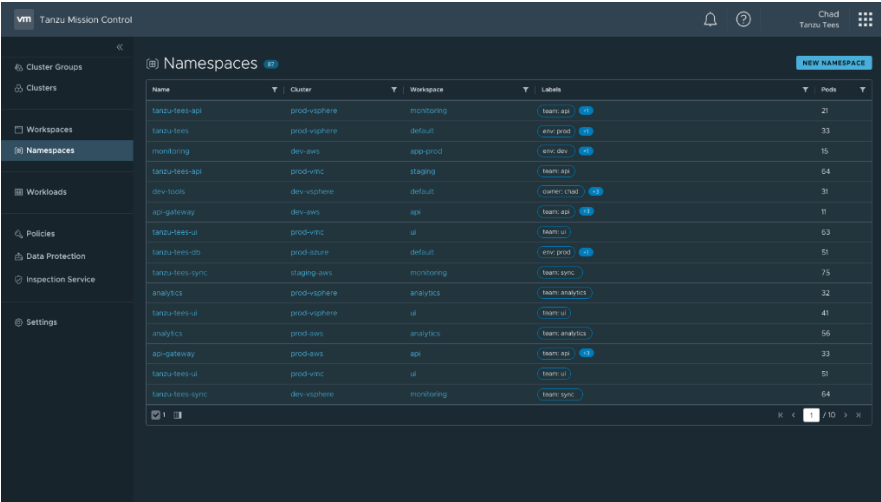 vm Tanzu Mission Control
Chad
Tanzu Tees
Cluster Groups
Clusters
Workspaces
Namespaces
Workloads
Policies
Data Protection
Inspection Service
Settings
Namespaces 87
NEW NAMESPACE
Name Cluster Workspace Labels Pods
tanzu-tees-api prod-vsphere monitoring team: api +1 21
tanzu-tees prod-vsphere default env: prod +1 33
monitoring dev-aws app-prod env: dev +1 15
tanzu-tees-api prod-vmc staging team: api 64
dev-tools dev-vsphere default owner: chad +3 31
api-gateway dev-aws api team: api +3 11
tanzu-tees-ui prod-vmc ui team: ui 63
tanzu-tees-db prod-azure default env: prod +1 51
tanzu-tees-sync staging-aws monitoring team: sync 75
analytics prod-vsphere analytics team: analytics 32
tanzu-tees-ui prod-vsphere ui team: ui 41
analytics prod-aws analytics team: analytics 56
api-gateway prod-aws api team: api +3 33
tanzu-tees-ui prod-vmc ui team: ui 51
tanzu-tees-sync dev-vsphere monitoring team: sync 64
1
1 / 10